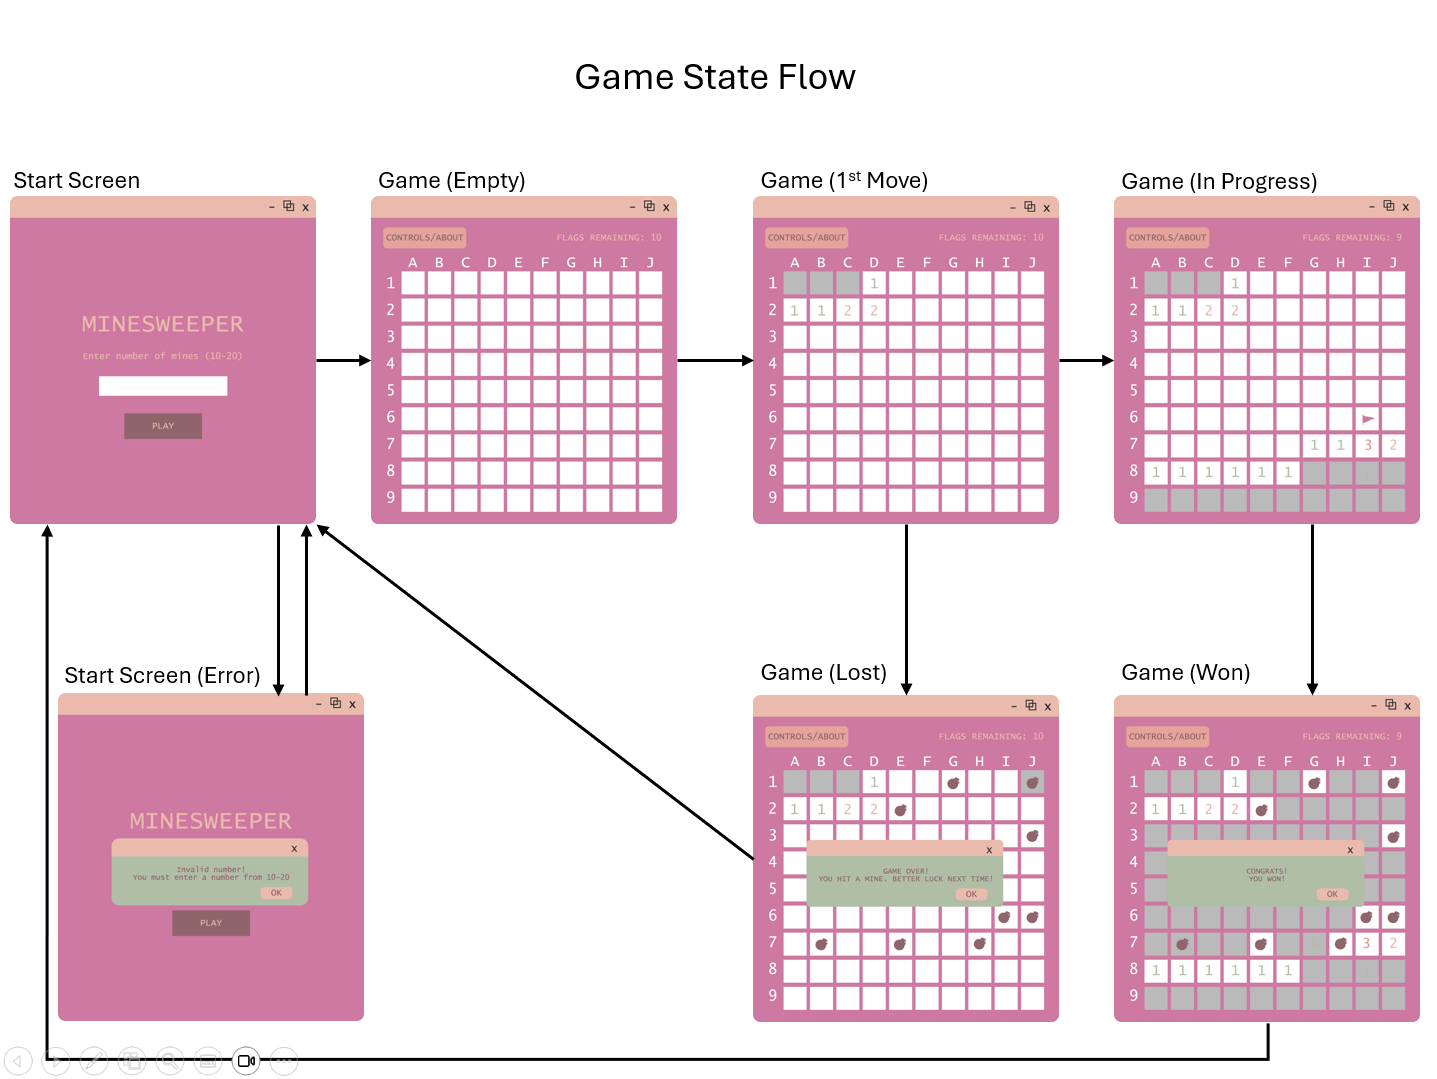 Game State Flow
Start Screen
Game (Empty)
Game (1st Move)
Game (In Progress)
- x
- x
- x
- x
CONTROLS/ABOUT FLAGS REMAINING: 10
CONTROLS/ABOUT FLAGS REMAINING: 10
CONTROLS/ABOUT FLAGS REMAINING: 9
MINESWEEPER
Enter number of mines (10-20)
PLAY
A B C D E F G H I J
1
2
3
4
5
6
7
8
9
A B C D E F G H I J
1 1
2 1 1 2 2
3
4
5
6
7
8
9
A B C D E F G H I J
1 1
2 1 1 2 2
3
4
5
6
7 1 1 3 2
8 1 1 1 1 1 1
9
Start Screen (Error)
- x
MINESWEEPER
x
Invalid number!
You must enter a number from 10-20
OK
PLAY
Game (Lost)
- x
CONTROLS/ABOUT FLAGS REMAINING: 10
A B C D E F G H I J
1 1
2 1 1 2 2
3
x
4
GAME OVER!
YOU HIT A MINE. BETTER LUCK NEXT TIME!
5
OK
6
7
8
9
Game (Won)
- x
CONTROLS/ABOUT FLAGS REMAINING: 9
A B C D E F G H I J
1 1
2 1 1 2 2
3
x
4
CONGRATS!
YOU WON!
5
OK
6
7 3 2
8 1 1 1 1 1 1
9